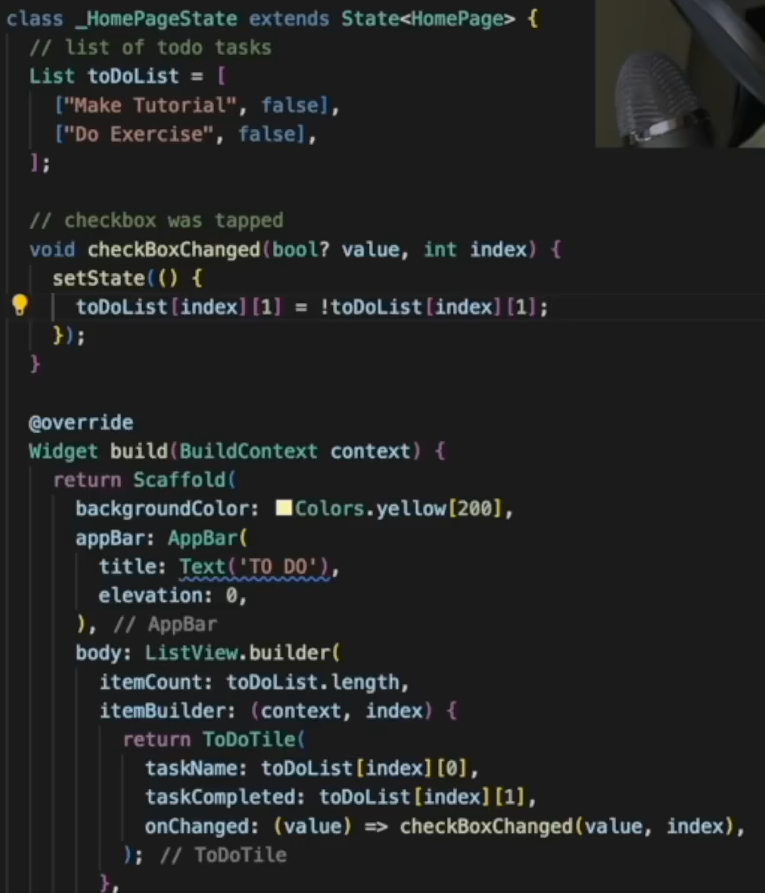 class _HomePageState extends State<HomePage> {
// list of todo tasks
List toDoList = [
["Make Tutorial", false],
["Do Exercise", false],
];
// checkbox was tapped
void checkBoxChanged(bool? value, int index) {
setState(() {
toDoList[index][1] = !toDoList[index][1];
});
}
@override
Widget build(BuildContext context) {
return Scaffold(
backgroundColor: Colors.yellow[200],
appBar: AppBar(
title: Text('TO DO'),
elevation: 0,
), // AppBar
body: ListView.builder(
itemCount: toDoList.length,
itemBuilder: (context, index) {
return ToDoTile(
taskName: toDoList[index][0],
taskCompleted: toDoList[index][1],
onChanged: (value) => checkBoxChanged(value, index),
); // ToDoTile
},